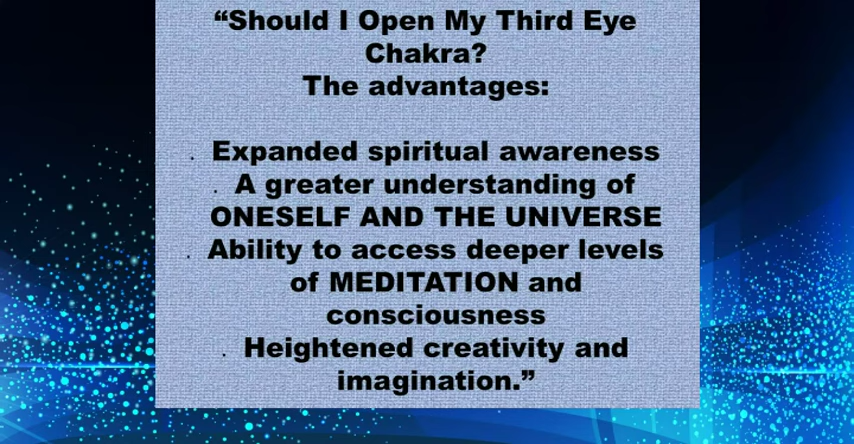 “Should I Open My Third Eye
Chakra?
The advantages:
. Expanded spiritual awareness
. A greater understanding of
ONESELF AND THE UNIVERSE
. Ability to access deeper levels
of MEDITATION and
consciousness
. Heightened creativity and
imagination.”